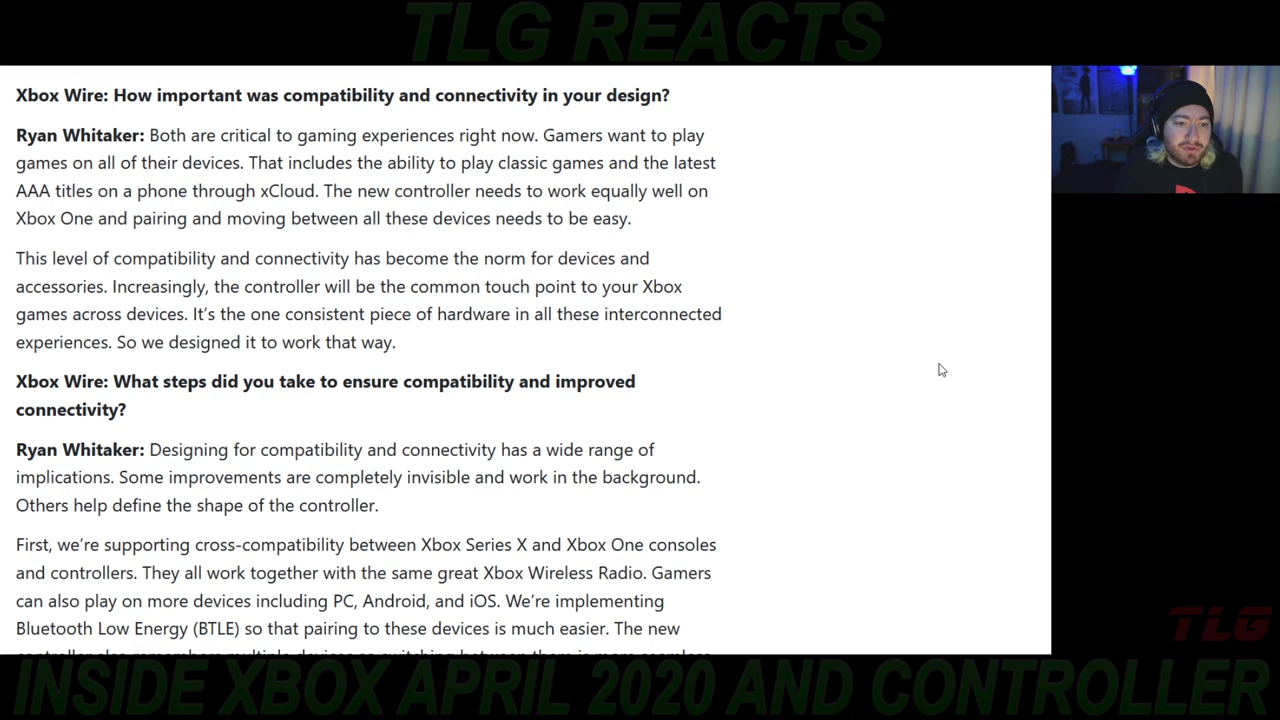 TLG REACTS
Xbox Wire: How important was compatibility and connectivity in your design?
Ryan Whitaker: Both are critical to gaming experiences right now. Gamers want to play
games on all of their devices. That includes the ability to play classic games and the latest
AAA titles on a phone through xCloud. The new controller needs to work equally well on
Xbox One and pairing and moving between all these devices needs to be easy.
This level of compatibility and connectivity has become the norm for devices and
accessories. Increasingly, the controller will be the common touch point to your Xbox
games across devices. It’s the one consistent piece of hardware in all these interconnected
experiences. So we designed it to work that way.
Xbox Wire: What steps did you take to ensure compatibility and improved
connectivity?
Ryan Whitaker: Designing for compatibility and connectivity has a wide range of
implications. Some improvements are completely invisible and work in the background.
Others help define the shape of the controller.
First, we’re supporting cross-compatibility between Xbox Series X and Xbox One consoles
and controllers. They all work together with the same great Xbox Wireless Radio. Gamers
can also play on more devices including PC, Android, and iOS. We’re implementing
Bluetooth Low Energy (BTLE) so that pairing to these devices is much easier. The new
controller also remembers multiple devices so switching between them is more seamless
TLG
INSIDE XBOX APRIL 2020 AND CONTROLLER